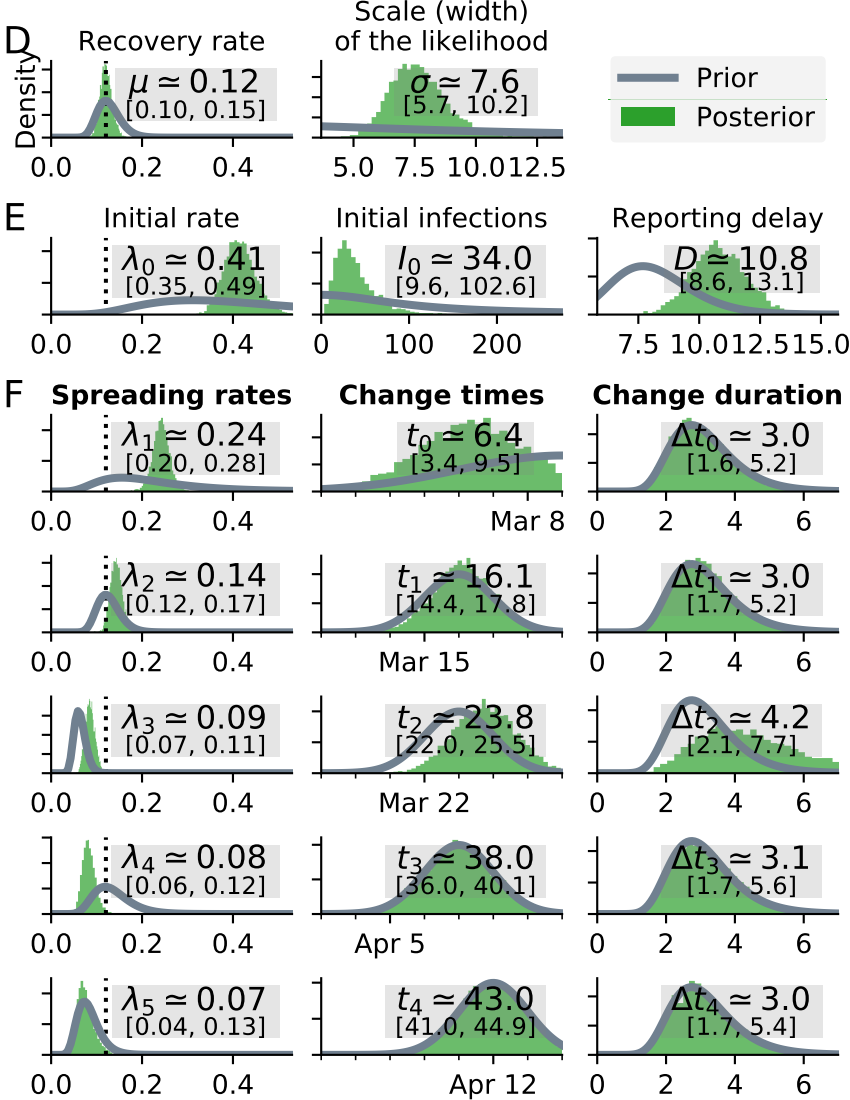 D
Recovery rate
Scale (width)
of the likelihood
Density
μ ≃ 0.12
[0.10, 0.15]
σ ≃ 7.6
[5.7, 10.2]
Prior
Posterior
0.0 0.2 0.4
5.0 7.5 10.0 12.5
E
Initial rate
Initial infections
Reporting delay
λ0 ≃ 0.41
[0.35, 0.49]
I0 ≃ 34.0
[9.6, 102.6]
D ≃ 10.8
[8.6, 13.1]
0.0 0.2 0.4
0 100 200
7.5 10.0 12.5 15.0
F
Spreading rates
Change times
Change duration
λ1 ≃ 0.24
[0.20, 0.28]
t0 ≃ 6.4
[3.4, 9.5]
Δt0 ≃ 3.0
[1.6, 5.2]
0.0 0.2 0.4
Mar 8
0 2 4 6
λ2 ≃ 0.14
[0.12, 0.17]
t1 ≃ 16.1
[14.4, 17.8]
Δt1 ≃ 3.0
[1.7, 5.2]
0.0 0.2 0.4
Mar 15
0 2 4 6
λ3 ≃ 0.09
[0.07, 0.11]
t2 ≃ 23.8
[22.0, 25.5]
Δt2 ≃ 4.2
[2.1, 7.7]
0.0 0.2 0.4
Mar 22
0 2 4 6
λ4 ≃ 0.08
[0.06, 0.12]
t3 ≃ 38.0
[36.0, 40.1]
Δt3 ≃ 3.1
[1.7, 5.6]
0.0 0.2 0.4
Apr 5
0 2 4 6
λ5 ≃ 0.07
[0.04, 0.13]
t4 ≃ 43.0
[41.0, 44.9]
Δt4 ≃ 3.0
[1.7, 5.4]
0.0 0.2 0.4
Apr 12
0 2 4 6